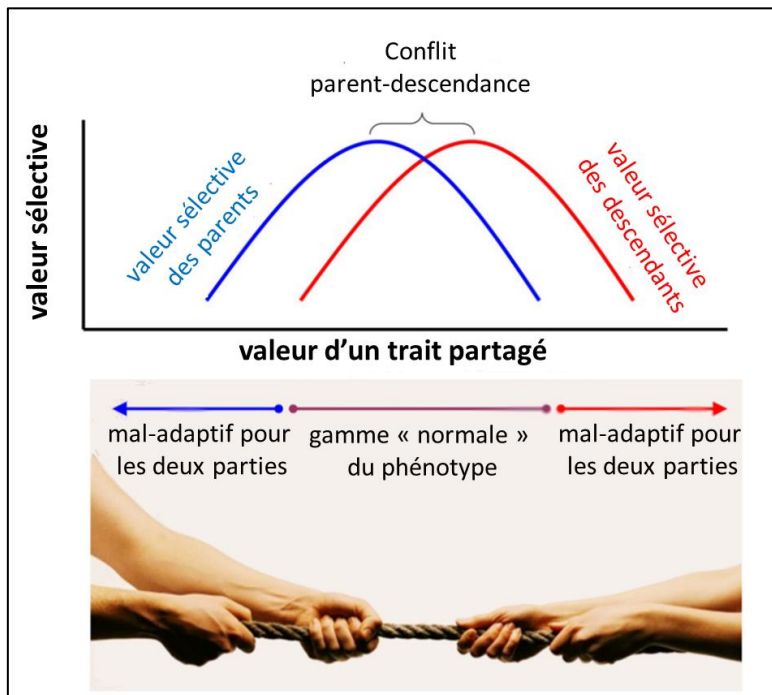 Conflit
parent-descendance
valeur sélective
valeur sélective
des parents
valeur sélective
des descendants
valeur d’un trait partagé
mal-adaptif pour
les deux parties
gamme « normale »
du phénotype
mal-adaptif pour
les deux parties